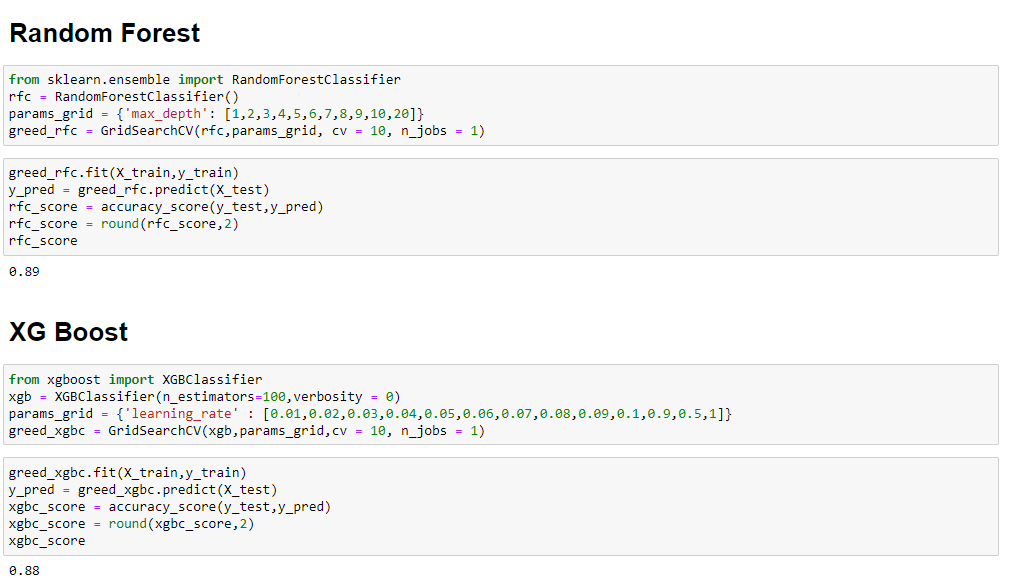 Random Forest
from sklearn.ensemble import RandomForestClassifier
rfc = RandomForestClassifier()
params_grid = {'max_depth': [1,2,3,4,5,6,7,8,9,10,20]}
greed_rfc = GridSearchCV(rfc,params_grid, cv = 10, n_jobs = 1)
greed_rfc.fit(X_train,y_train)
y_pred = greed_rfc.predict(X_test)
rfc_score = accuracy_score(y_test,y_pred)
rfc_score = round(rfc_score,2)
rfc_score
0.89
XG Boost
from xgboost import XGBClassifier
xgb = XGBClassifier(n_estimators=100,verbosity = 0)
params_grid = {'learning_rate' : [0.01,0.02,0.03,0.04,0.05,0.06,0.07,0.08,0.09,0.1,0.9,0.5,1]}
greed_xgbc = GridSearchCV(xgb,params_grid,cv = 10, n_jobs = 1)
greed_xgbc.fit(X_train,y_train)
y_pred = greed_xgbc.predict(X_test)
xgbc_score = accuracy_score(y_test,y_pred)
xgbc_score = round(xgbc_score,2)
xgbc_score
0.88